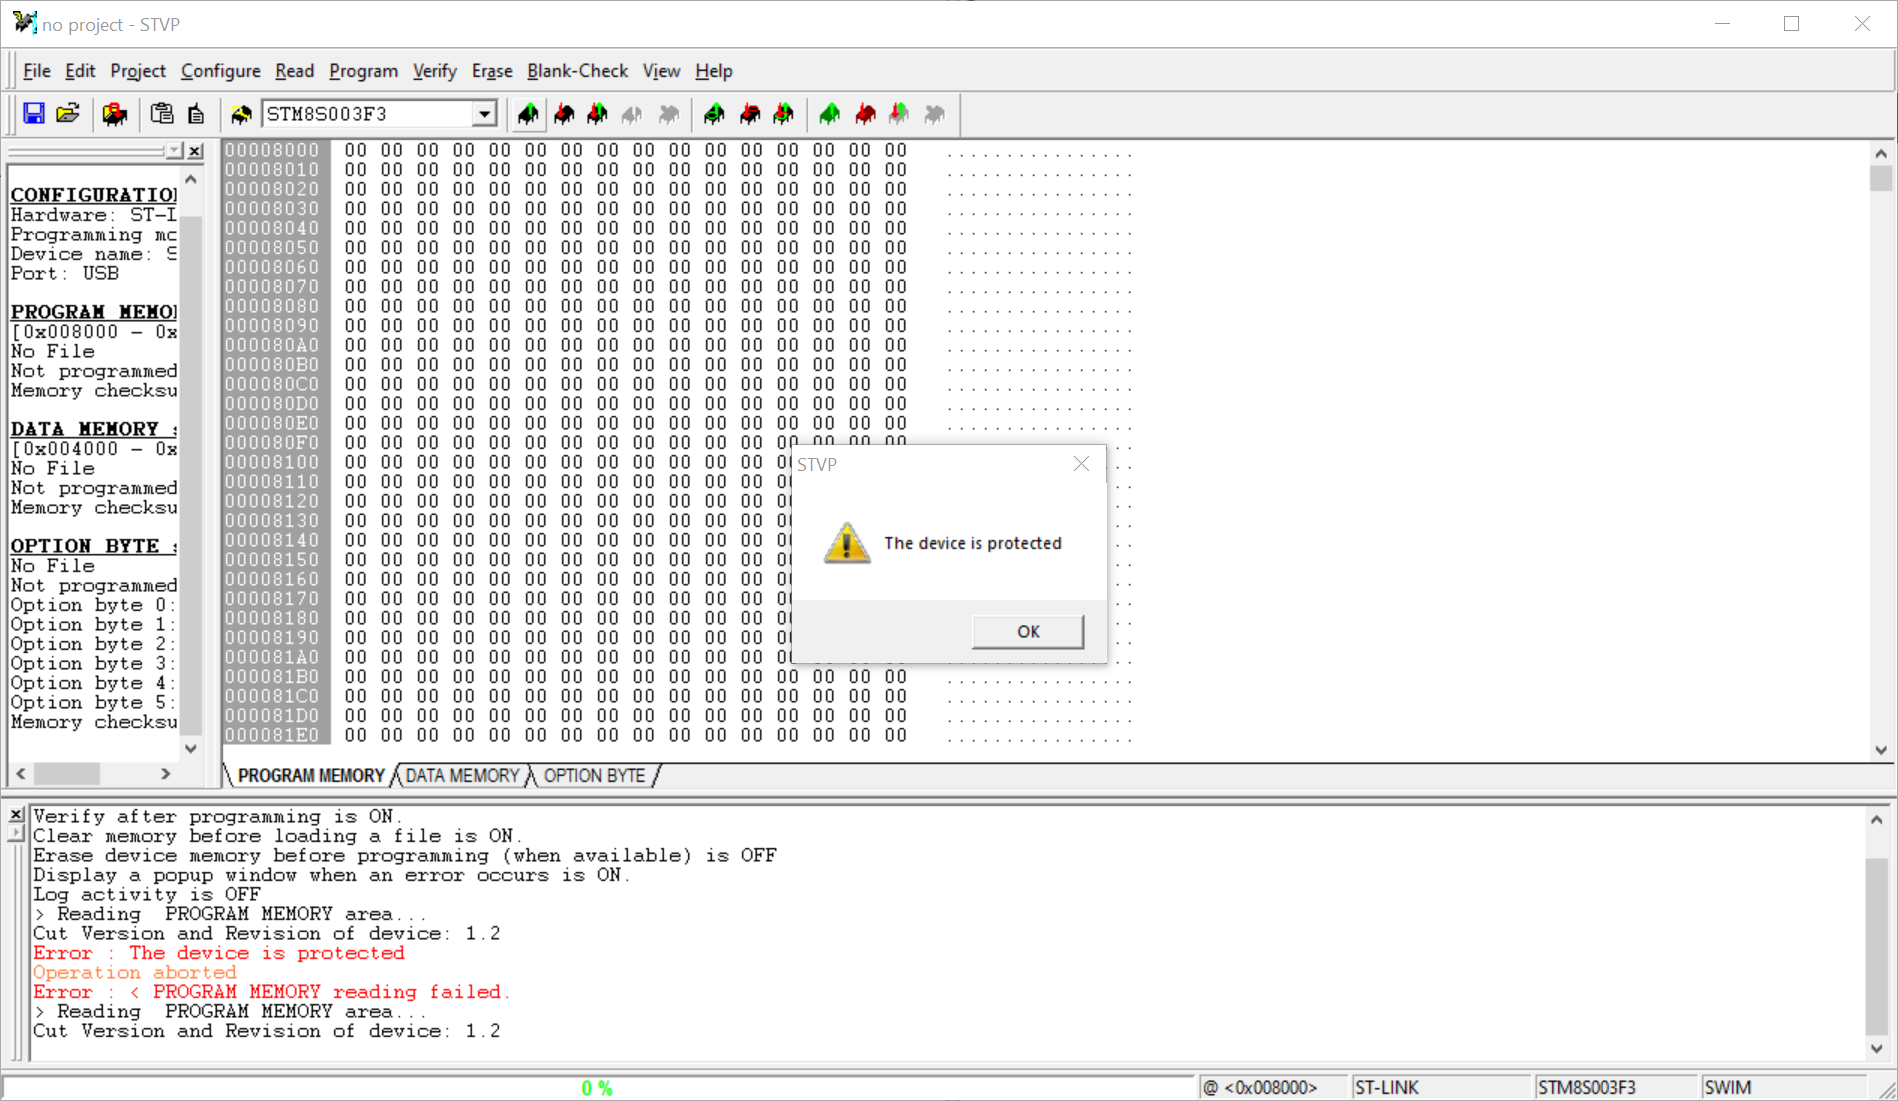 no project - STVP
File Edit Project Configure Read Program Verify Erase Blank-Check View Help
STM8S003F3
CONFIGURATION
Hardware: ST-L
Programming mo
Device name: S
Port: USB
PROGRAM MEMO
[0x008000 - 0x
No File
Not programmed
Memory checksu
DATA MEMORY s
[0x004000 - 0x
No File
Not programmed
Memory checksu
OPTION BYTE s
No File
Not programmed
Option byte 0:
Option byte 1:
Option byte 2:
Option byte 3:
Option byte 4:
Option byte 5:
Memory checksu
00008000 00 00 00 00 00 00 00 00 00 00 00 00 00 00 00 00 ................
00008010 00 00 00 00 00 00 00 00 00 00 00 00 00 00 00 00 ................
00008020 00 00 00 00 00 00 00 00 00 00 00 00 00 00 00 00 ................
00008030 00 00 00 00 00 00 00 00 00 00 00 00 00 00 00 00 ................
00008040 00 00 00 00 00 00 00 00 00 00 00 00 00 00 00 00 ................
00008050 00 00 00 00 00 00 00 00 00 00 00 00 00 00 00 00 ................
00008060 00 00 00 00 00 00 00 00 00 00 00 00 00 00 00 00 ................
00008070 00 00 00 00 00 00 00 00 00 00 00 00 00 00 00 00 ................
00008080 00 00 00 00 00 00 00 00 00 00 00 00 00 00 00 00 ................
00008090 00 00 00 00 00 00 00 00 00 00 00 00 00 00 00 00 ................
000080A0 00 00 00 00 00 00 00 00 00 00 00 00 00 00 00 00 ................
000080B0 00 00 00 00 00 00 00 00 00 00 00 00 00 00 00 00 ................
000080C0 00 00 00 00 00 00 00 00 00 00 00 00 00 00 00 00 ................
000080D0 00 00 00 00 00 00 00 00 00 00 00 00 00 00 00 00 ................
000080E0 00 00 00 00 00 00 00 00 00 00 00 00 00 00 00 00 ................
000080F0 00 00 00 00 00 00 00 00 00 00 00 00 00 00 00 00 ................
00008100 00 00 00 00 00 00 00 00 00 00 00 00 00 ..
00008110 00 00 00 00 00 00 00 00 00 00 00 00 00 ..
00008120 00 00 00 00 00 00 00 00 00 00 00 00 00 ..
00008130 00 00 00 00 00 00 00 00 00 00 00 00 00 ..
00008140 00 00 00 00 00 00 00 00 00 00 00 00 00 ..
00008150 00 00 00 00 00 00 00 00 00 00 00 00 00 ..
00008160 00 00 00 00 00 00 00 00 00 00 00 00 00 ..
00008170 00 00 00 00 00 00 00 00 00 00 00 00 00 ..
00008180 00 00 00 00 00 00 00 00 00 00 00 00 00 ..
00008190 00 00 00 00 00 00 00 00 00 00 00 00 00 ..
000081A0 00 00 00 00 00 00 00 00 00 00 00 00 00 ..
000081B0 00 00 00 00 00 00 00 00 00 00 00 00 00 00 00 00 ................
000081C0 00 00 00 00 00 00 00 00 00 00 00 00 00 00 00 00 ................
000081D0 00 00 00 00 00 00 00 00 00 00 00 00 00 00 00 00 ................
000081E0 00 00 00 00 00 00 00 00 00 00 00 00 00 00 00 00 ................
STVP
The device is protected
OK
PROGRAM MEMORY DATA MEMORY OPTION BYTE
Verify after programming is ON.
Clear memory before loading a file is ON.
Erase device memory before programming (when available) is OFF
Display a popup window when an error occurs is ON.
Log activity is OFF
> Reading  PROGRAM MEMORY area...
Cut Version and Revision of device: 1.2
Error : The device is protected
Operation aborted
Error : < PROGRAM MEMORY reading failed.
> Reading  PROGRAM MEMORY area...
Cut Version and Revision of device: 1.2
0 % @ <0x008000> ST-LINK STM8S003F3 SWIM